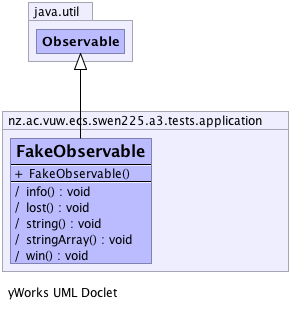 java.util
Observable
nz.ac.vuw.ecs.swen225.a3.tests.application
FakeObservable
+ FakeObservable()
/ info() : void
/ lost() : void
/ string() : void
/ stringArray() : void
/ win() : void
yWorks UML Doclet